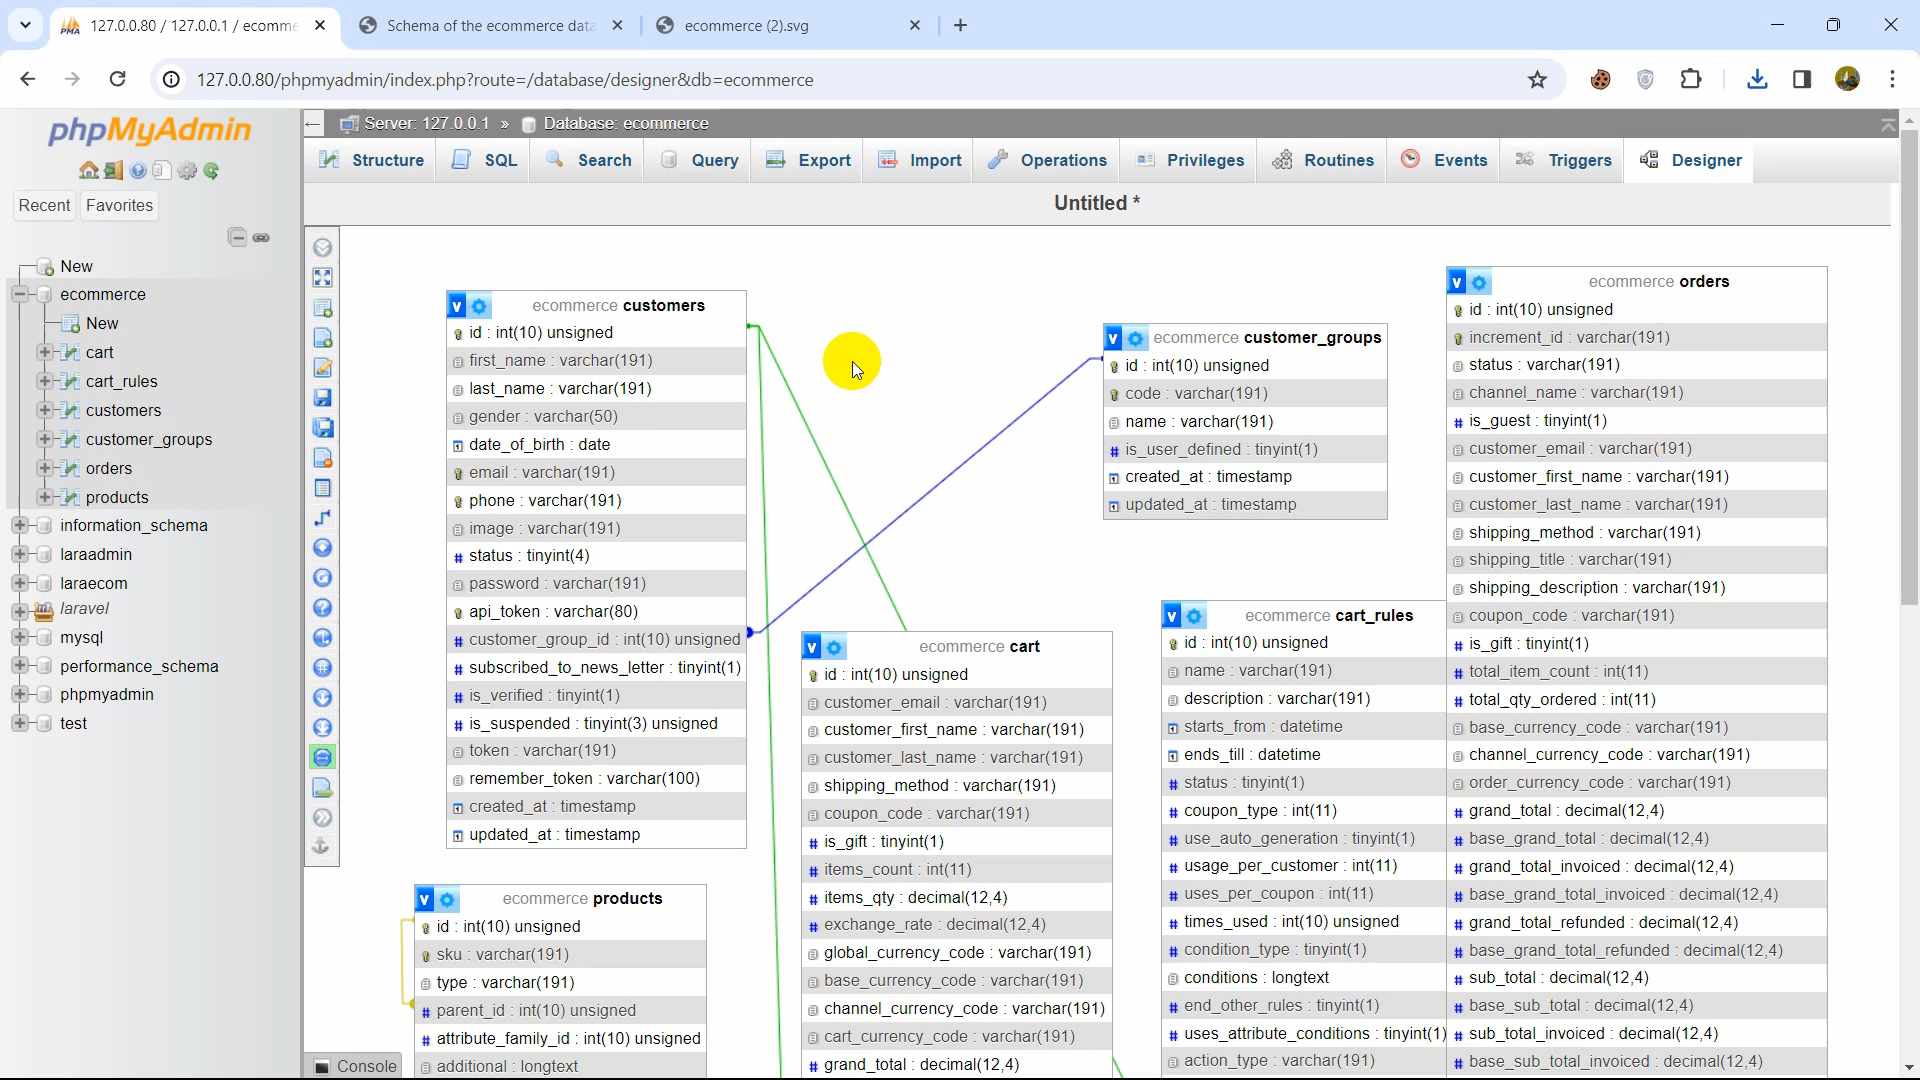 127.0.0.80 / 127.0.0.1 / ecomme
Schema of the ecommerce data
ecommerce (2).svg
127.0.0.80/phpmyadmin/index.php?route=/database/designer&db=ecommerce
phpMyAdmin
Recent
Favorites
New
ecommerce
New
cart
cart_rules
customers
customer_groups
orders
products
information_schema
laraadmin
laraecom
laravel
mysql
performance_schema
phpmyadmin
test
Server: 127.0.0.1 » Database: ecommerce
Structure
SQL
Search
Query
Export
Import
Operations
Privileges
Routines
Events
Triggers
Designer
Untitled *
ecommerce customers
id : int(10) unsigned
first_name : varchar(191)
last_name : varchar(191)
gender : varchar(50)
date_of_birth : date
email : varchar(191)
phone : varchar(191)
image : varchar(191)
status : tinyint(4)
password : varchar(191)
api_token : varchar(80)
customer_group_id : int(10) unsigned
subscribed_to_news_letter : tinyint(1)
is_verified : tinyint(1)
is_suspended : tinyint(3) unsigned
token : varchar(191)
remember_token : varchar(100)
created_at : timestamp
updated_at : timestamp
ecommerce products
id : int(10) unsigned
sku : varchar(191)
type : varchar(191)
parent_id : int(10) unsigned
attribute_family_id : int(10) unsigned
additional : longtext
Console
ecommerce cart
id : int(10) unsigned
customer_email : varchar(191)
customer_first_name : varchar(191)
customer_last_name : varchar(191)
shipping_method : varchar(191)
coupon_code : varchar(191)
is_gift : tinyint(1)
items_count : int(11)
items_qty : decimal(12,4)
exchange_rate : decimal(12,4)
global_currency_code : varchar(191)
base_currency_code : varchar(191)
channel_currency_code : varchar(191)
cart_currency_code : varchar(191)
grand_total : decimal(12,4)
ecommerce customer_groups
id : int(10) unsigned
code : varchar(191)
name : varchar(191)
is_user_defined : tinyint(1)
created_at : timestamp
updated_at : timestamp
ecommerce cart_rules
id : int(10) unsigned
name : varchar(191)
description : varchar(191)
starts_from : datetime
ends_till : datetime
status : tinyint(1)
coupon_type : int(11)
use_auto_generation : tinyint(1)
usage_per_customer : int(11)
uses_per_coupon : int(11)
times_used : int(10) unsigned
condition_type : tinyint(1)
conditions : longtext
end_other_rules : tinyint(1)
uses_attribute_conditions : tinyint(1)
action_type : varchar(191)
ecommerce orders
id : int(10) unsigned
increment_id : varchar(191)
status : varchar(191)
channel_name : varchar(191)
is_guest : tinyint(1)
customer_email : varchar(191)
customer_first_name : varchar(191)
customer_last_name : varchar(191)
shipping_method : varchar(191)
shipping_title : varchar(191)
shipping_description : varchar(191)
coupon_code : varchar(191)
is_gift : tinyint(1)
total_item_count : int(11)
total_qty_ordered : int(11)
base_currency_code : varchar(191)
channel_currency_code : varchar(191)
order_currency_code : varchar(191)
grand_total : decimal(12,4)
base_grand_total : decimal(12,4)
grand_total_invoiced : decimal(12,4)
base_grand_total_invoiced : decimal(12,4)
grand_total_refunded : decimal(12,4)
base_grand_total_refunded : decimal(12,4)
sub_total : decimal(12,4)
base_sub_total : decimal(12,4)
sub_total_invoiced : decimal(12,4)
base_sub_total_invoiced : decimal(12,4)